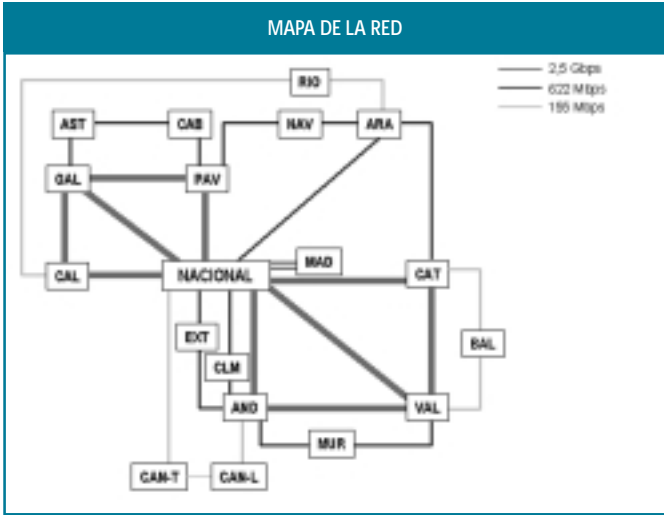 MAPA DE LA RED
2,5 Gbps
622 Mbps
155 Mbps
RIO
AST
CAB
NAV
ARA
GAL
PAV
CAL
NACIONAL
MAD
CAT
EXT
BAL
CLM
AND
VAL
MUR
CAN-T
CAN-L